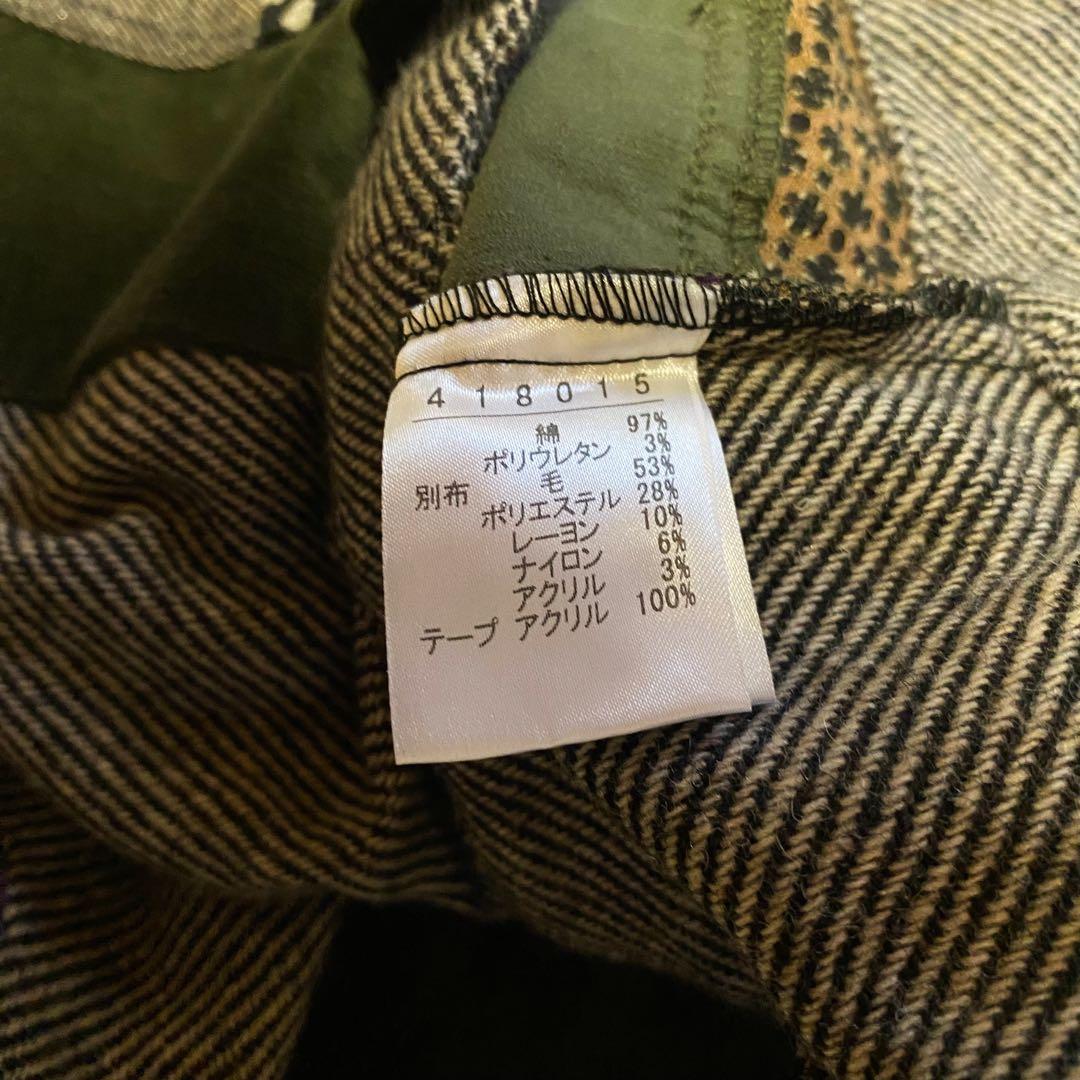 418015
綿 97%
ポリウレタン 3%
別布 毛 53%
ポリエステル 28%
レーヨン 10%
ナイロン 6%
アクリル 3%
テープ アクリル 100%